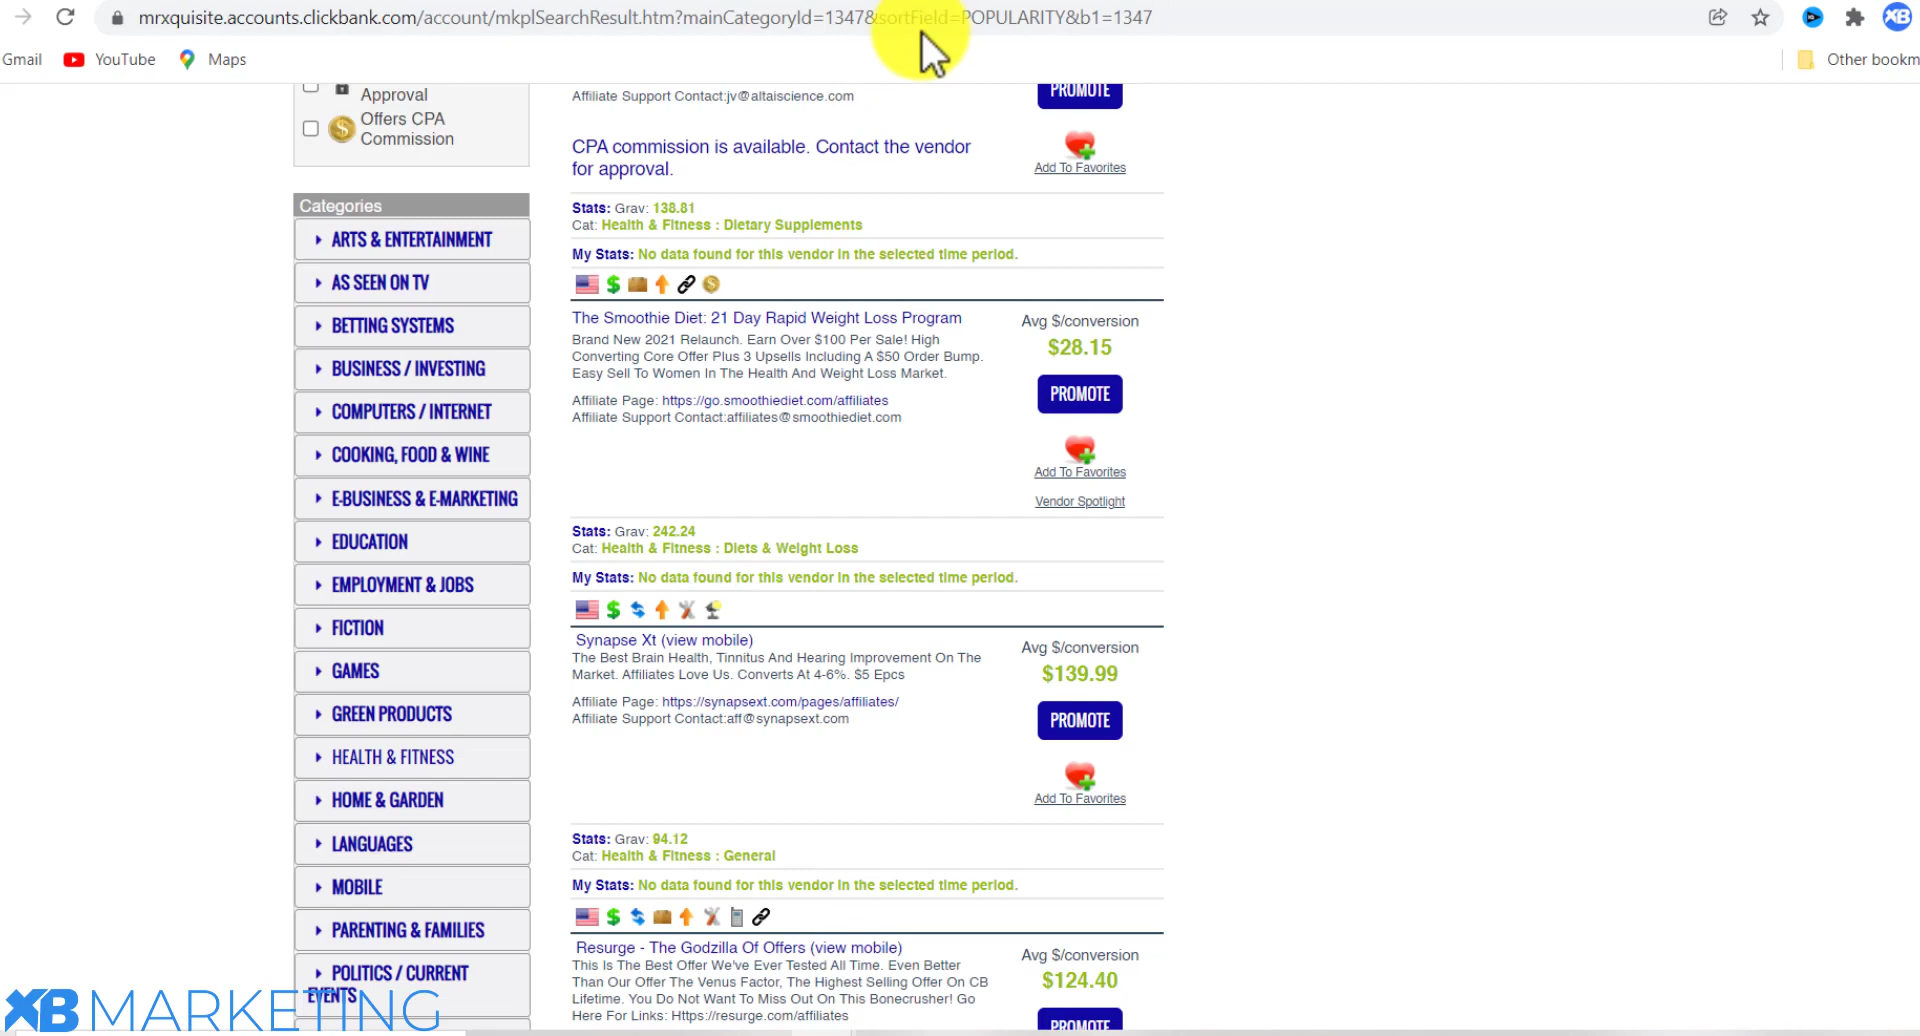 mrxquisite.accounts.clickbank.com/account/mkplSearchResult.htm?mainCategoryId=1347&sortField=POPULARITY&b1=1347
Gmail YouTube Maps Other bookm
Approval
Offers CPA
Commission
Categories
ARTS & ENTERTAINMENT
AS SEEN ON TV
BETTING SYSTEMS
BUSINESS / INVESTING
COMPUTERS / INTERNET
COOKING, FOOD & WINE
E-BUSINESS & E-MARKETING
EDUCATION
EMPLOYMENT & JOBS
FICTION
GAMES
GREEN PRODUCTS
HEALTH & FITNESS
HOME & GARDEN
LANGUAGES
MOBILE
PARENTING & FAMILIES
POLITICS / CURRENT
EVENTS
Affiliate Support Contact:jv@altaiscience.com
PROMOTE
CPA commission is available. Contact the vendor
for approval.
Add To Favorites
Stats: Grav: 138.81
Cat: Health & Fitness : Dietary Supplements
My Stats: No data found for this vendor in the selected time period.
The Smoothie Diet: 21 Day Rapid Weight Loss Program
Brand New 2021 Relaunch. Earn Over $100 Per Sale! High
Converting Core Offer Plus 3 Upsells Including A $50 Order Bump.
Easy Sell To Women In The Health And Weight Loss Market.
Affiliate Page: https://go.smoothiediet.com/affiliates
Affiliate Support Contact:affiliates@smoothiediet.com
Avg $/conversion
$28.15
PROMOTE
Add To Favorites
Vendor Spotlight
Stats: Grav: 242.24
Cat: Health & Fitness : Diets & Weight Loss
My Stats: No data found for this vendor in the selected time period.
Synapse Xt (view mobile)
The Best Brain Health, Tinnitus And Hearing Improvement On The
Market. Affiliates Love Us. Converts At 4-6%. $5 Epcs
Affiliate Page: https://synapsext.com/pages/affiliates/
Affiliate Support Contact:aff@synapsext.com
Avg $/conversion
$139.99
PROMOTE
Add To Favorites
Stats: Grav: 94.12
Cat: Health & Fitness : General
My Stats: No data found for this vendor in the selected time period.
Resurge - The Godzilla Of Offers (view mobile)
This Is The Best Offer We've Ever Tested All Time. Even Better
Than Our Offer The Venus Factor, The Highest Selling Offer On CB
Lifetime. You Do Not Want To Miss Out On This Bonecrusher! Go
Here For Links: Https://resurge.com/affiliates
Avg $/conversion
$124.40
PROMOTE
XB MARKETING
XB